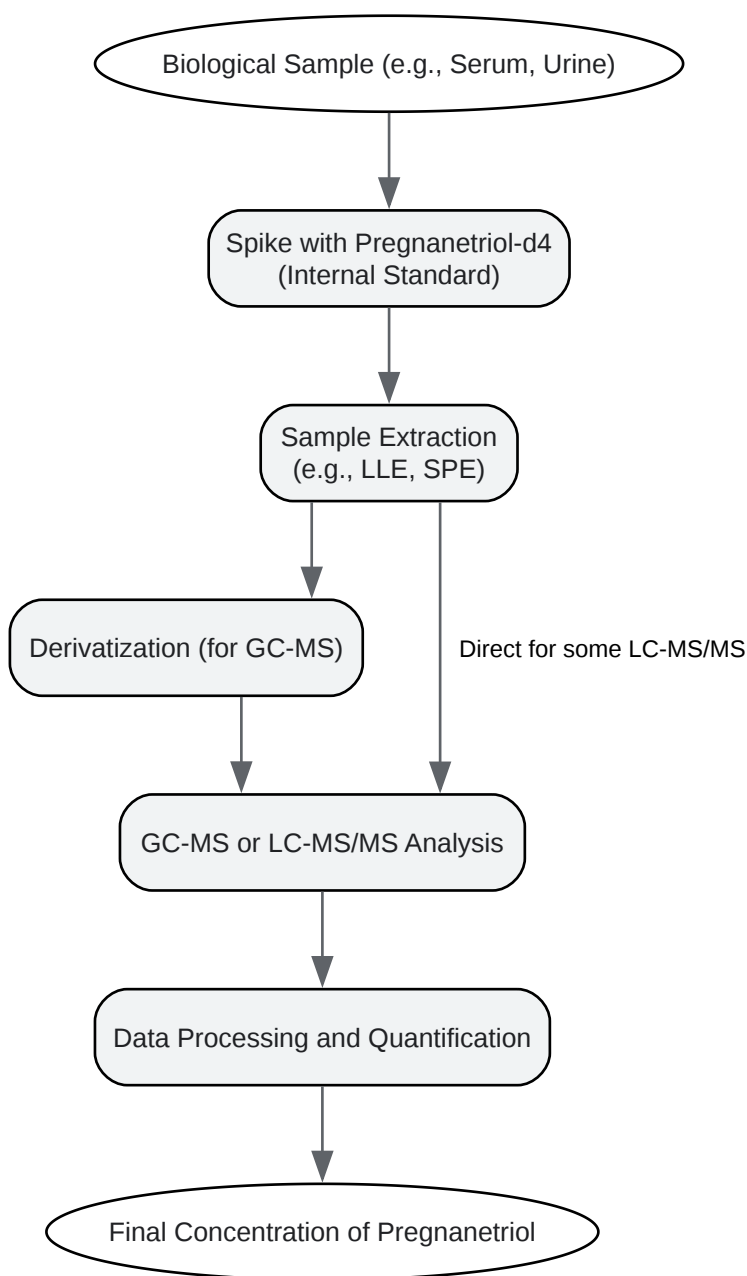 Biological Sample (e.g., Serum, Urine)
Spike with Pregnanetriol-d4
(Internal Standard)
Sample Extraction
(e.g., LLE, SPE)
Derivatization (for GC-MS)
Direct for some LC-MS/MS
GC-MS or LC-MS/MS Analysis
Data Processing and Quantification
Final Concentration of Pregnanetriol